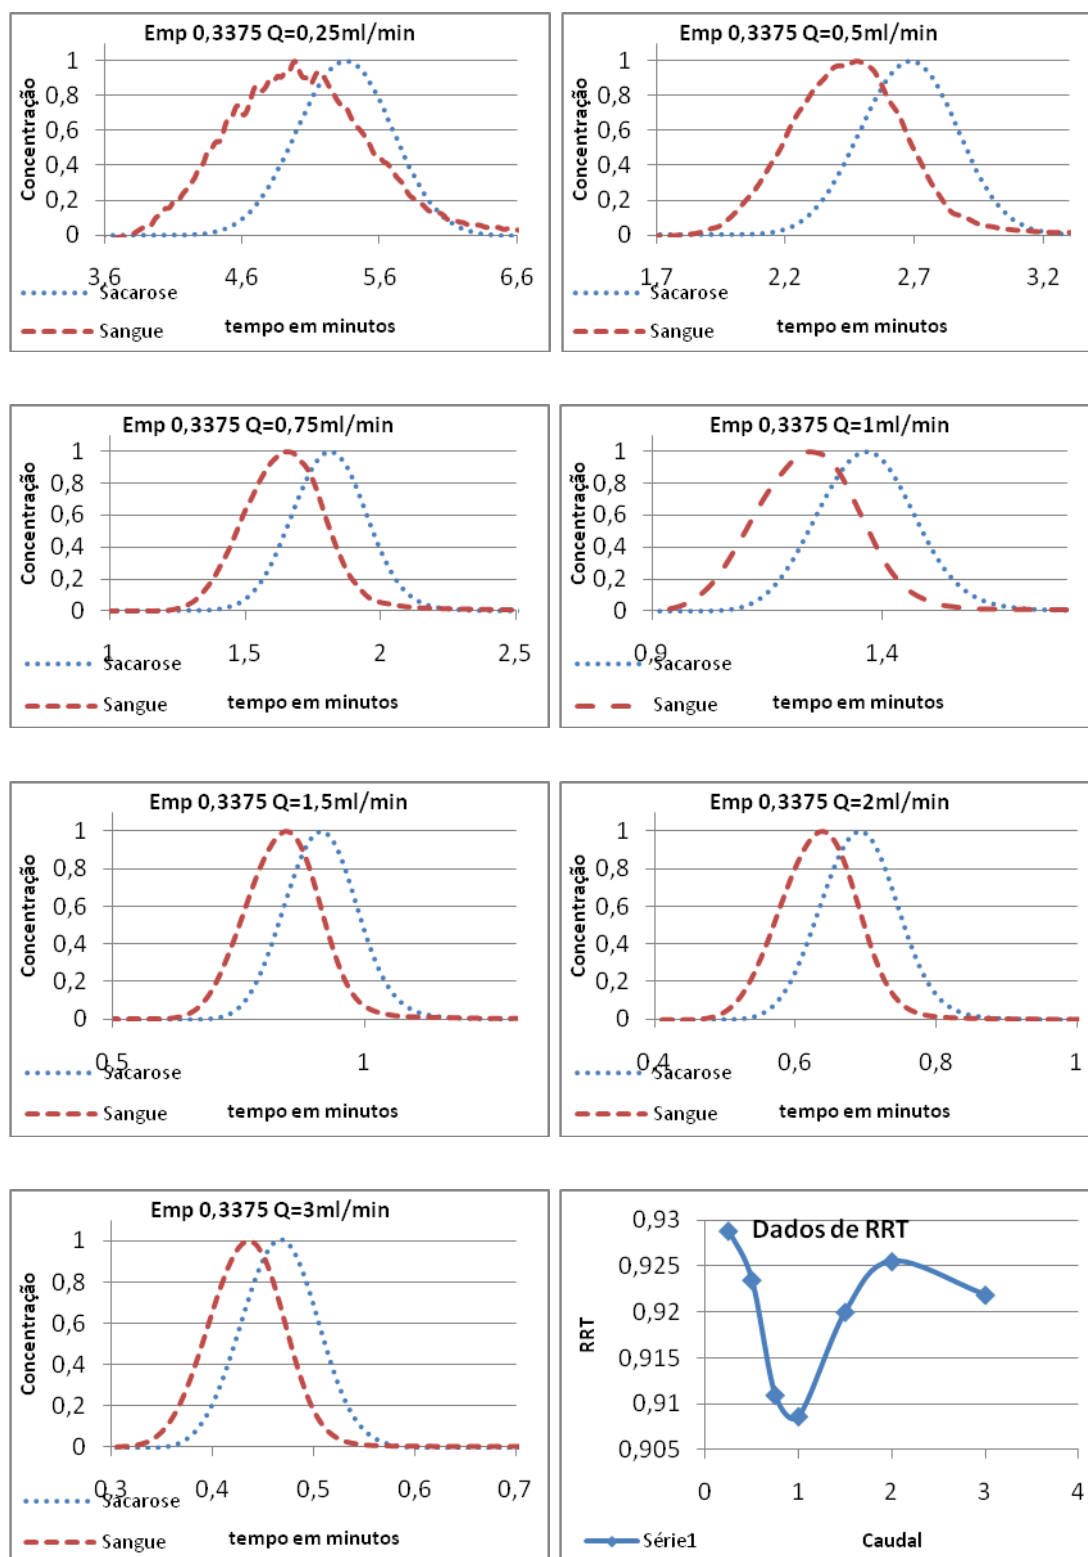 Emp 0,3375 Q=0,25ml/min
Concentração
1
0,8
0,6
0,4
0,2
0
3,6 4,6 5,6 6,6
Sacarose
Sangue
tempo em minutos
Emp 0,3375 Q=0,5ml/min
Concentração
1
0,8
0,6
0,4
0,2
0
1,7 2,2 2,7 3,2
Sacarose
Sangue
tempo em minutos
Emp 0,3375 Q=0,75ml/min
Concentração
1
0,8
0,6
0,4
0,2
0
1 1,5 2 2,5
Sacarose
Sangue
tempo em minutos
Emp 0,3375 Q=1ml/min
Concentração
1
0,8
0,6
0,4
0,2
0
0,9 1,4
Sacarose
Sangue
tempo em minutos
Emp 0,3375 Q=1,5ml/min
Concentração
1
0,8
0,6
0,4
0,2
0
0,5 1
Sacarose
Sangue
tempo em minutos
Emp 0,3375 Q=2ml/min
Concentração
1
0,8
0,6
0,4
0,2
0
0,4 0,6 0,8 1
Sacarose
Sangue
tempo em minutos
Emp 0,3375 Q=3ml/min
Concentração
1
0,8
0,6
0,4
0,2
0
0,3 0,4 0,5 0,6 0,7
Sacarose
Sangue
tempo em minutos
Dados de RRT
RRT
0,93
0,925
0,92
0,915
0,91
0,905
0 1 2 3 4
Série1
Caudal